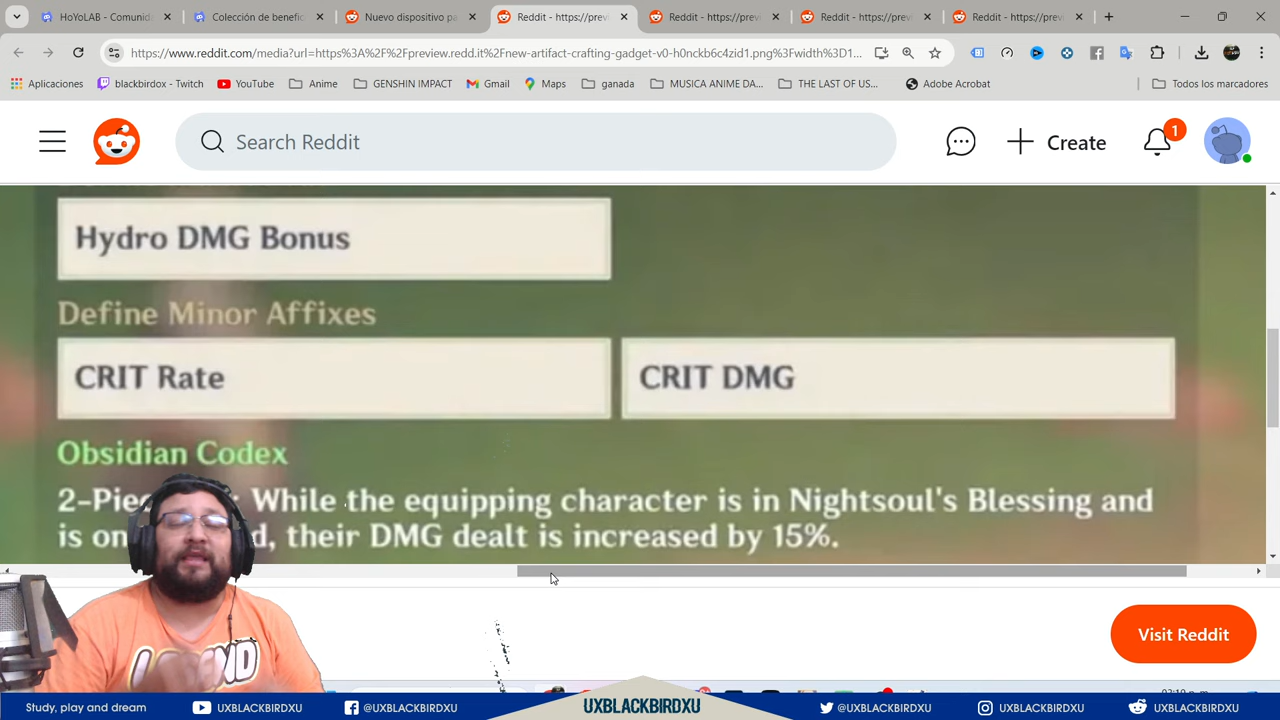 HoYoLAB - Comunid
Colección de benefic
Nuevo dispositivo pa
Reddit - https://prev
Reddit - https://previ
Reddit - https://previ
Reddit - https://previ
https://www.reddit.com/media?url=https%3A%2F%2Fpreview.redd.it%2Fnew-artifact-crafting-gadget-v0-h0nckb6c4zid1.png%3Fwidth%3D1...
Aplicaciones
blackbirdox - Twitch
YouTube
Anime
GENSHIN IMPACT
Gmail
Maps
ganada
MUSICA ANIME DA...
THE LAST OF US...
Adobe Acrobat
Todos los marcadores
Search Reddit
Create
1
Hydro DMG Bonus
Define Minor Affixes
CRIT Rate
CRIT DMG
Obsidian Codex
2-Piec : While the equipping character is in Nightsoul's Blessing and
is on d, their DMG dealt is increased by 15%.
Visit Reddit
Study, play and dream
UXBLACKBIRDXU
@UXBLACKBIRDXU
UXBLACKBIRDXU
@UXBLACKBIRDXU
UXBLACKBIRDXU
UXBLACKBIRDXU